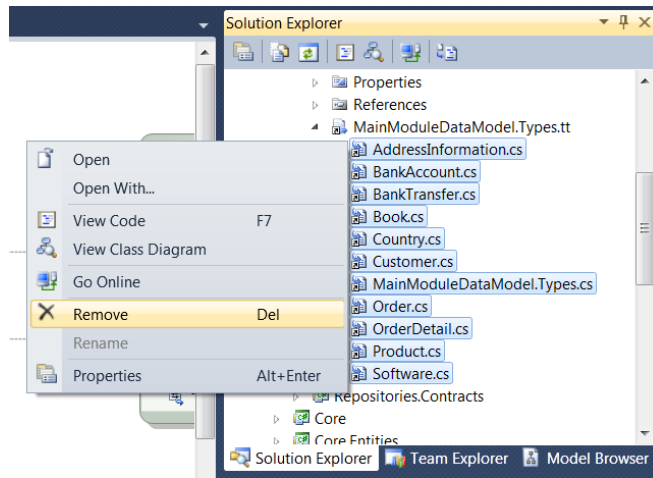 Solution Explorer
Properties
References
MainModuleDataModel.Types.tt
AddressInformation.cs
BankAccount.cs
BankTransfer.cs
Book.cs
Country.cs
Customer.cs
MainModuleDataModel.Types.cs
Order.cs
OrderDetail.cs
Product.cs
Software.cs
Repositories.Contracts
Core
Core Entities
Open
Open With...
View Code F7
View Class Diagram
Go Online
Remove Del
Rename
Properties Alt+Enter
Solution Explorer Team Explorer Model Browser